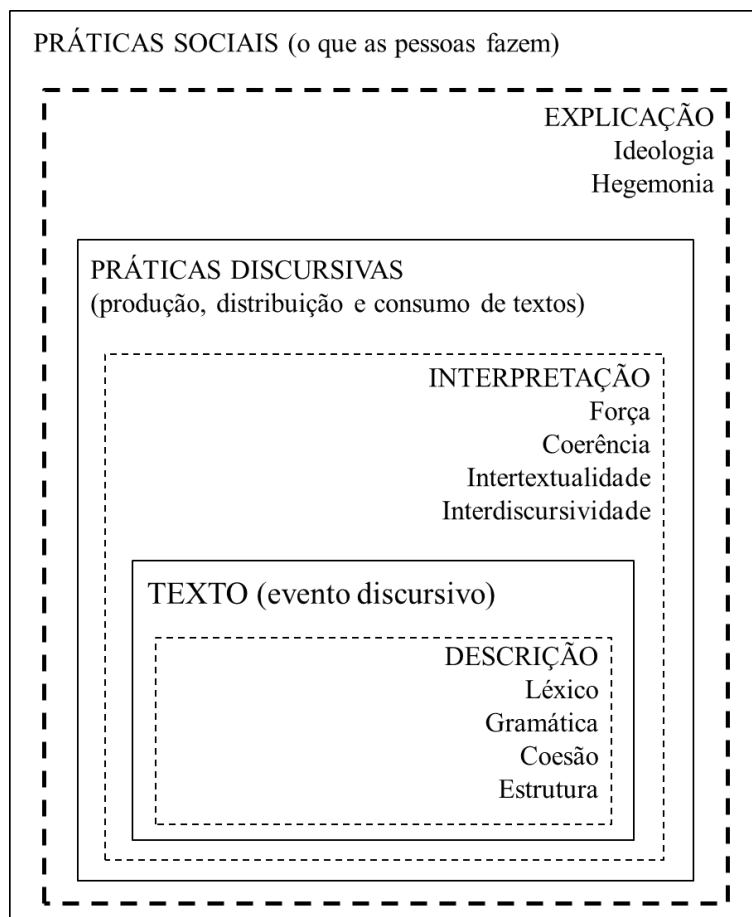 PRÁTICAS SOCIAIS (o que as pessoas fazem)
EXPLICAÇÃO
Ideologia
Hegemonia
PRÁTICAS DISCURSIVAS
(produção, distribuição e consumo de textos)
INTERPRETAÇÃO
Força
Coerência
Intertextualidade
Interdiscursividade
TEXTO (evento discursivo)
DESCRIÇÃO
Léxico
Gramática
Coesão
Estrutura